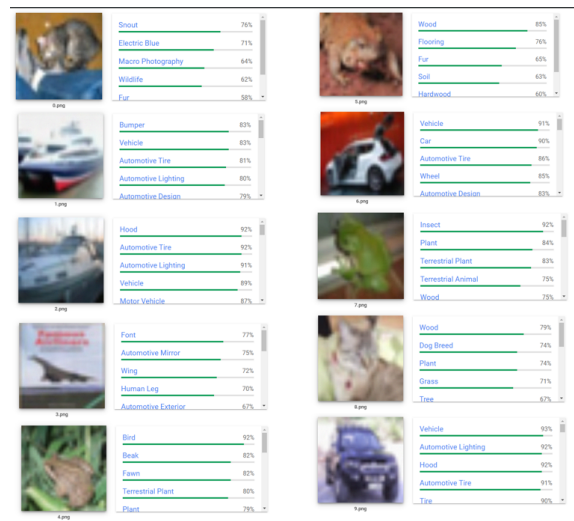 Snout 76%
Electric Blue 71%
Macro Photography 64%
Wildlife 62%
Fur 58%
0.png
Bumper 83%
Vehicle 83%
Automotive Tire 81%
Automotive Lighting 80%
Automotive Design 79%
1.png
Hood 92%
Automotive Tire 92%
Automotive Lighting 91%
Vehicle 89%
Motor Vehicle 87%
2.png
Font 77%
Automotive Mirror 75%
Wing 72%
Human Leg 70%
Automotive Exterior 67%
3.png
Bird 92%
Beak 82%
Fawn 82%
Terrestrial Plant 80%
Plant 79%
4.png
Wood 85%
Flooring 76%
Fur 65%
Soil 63%
Hardwood 60%
5.png
Vehicle 91%
Car 90%
Automotive Tire 86%
Wheel 85%
Automotive Design 83%
6.png
Insect 92%
Plant 84%
Terrestrial Plant 83%
Terrestrial Animal 75%
Wood 75%
7.png
Wood 79%
Dog Breed 74%
Plant 74%
Grass 71%
Tree 67%
8.png
Vehicle 93%
Automotive Lighting 92%
Hood 92%
Automotive Tire 91%
Tire 90%
9.png